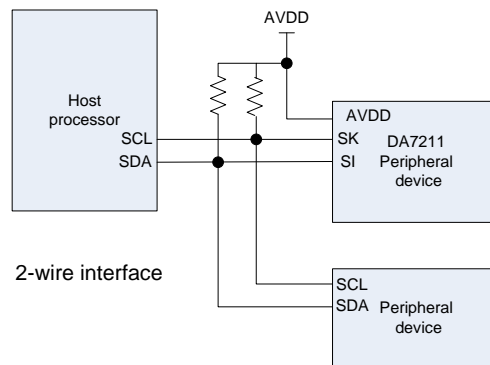 AVDD
Host
processor
SCL
SDA
AVDD
SK
SI
DA7211
Peripheral
device
2-wire interface
SCL
SDA
Peripheral
device